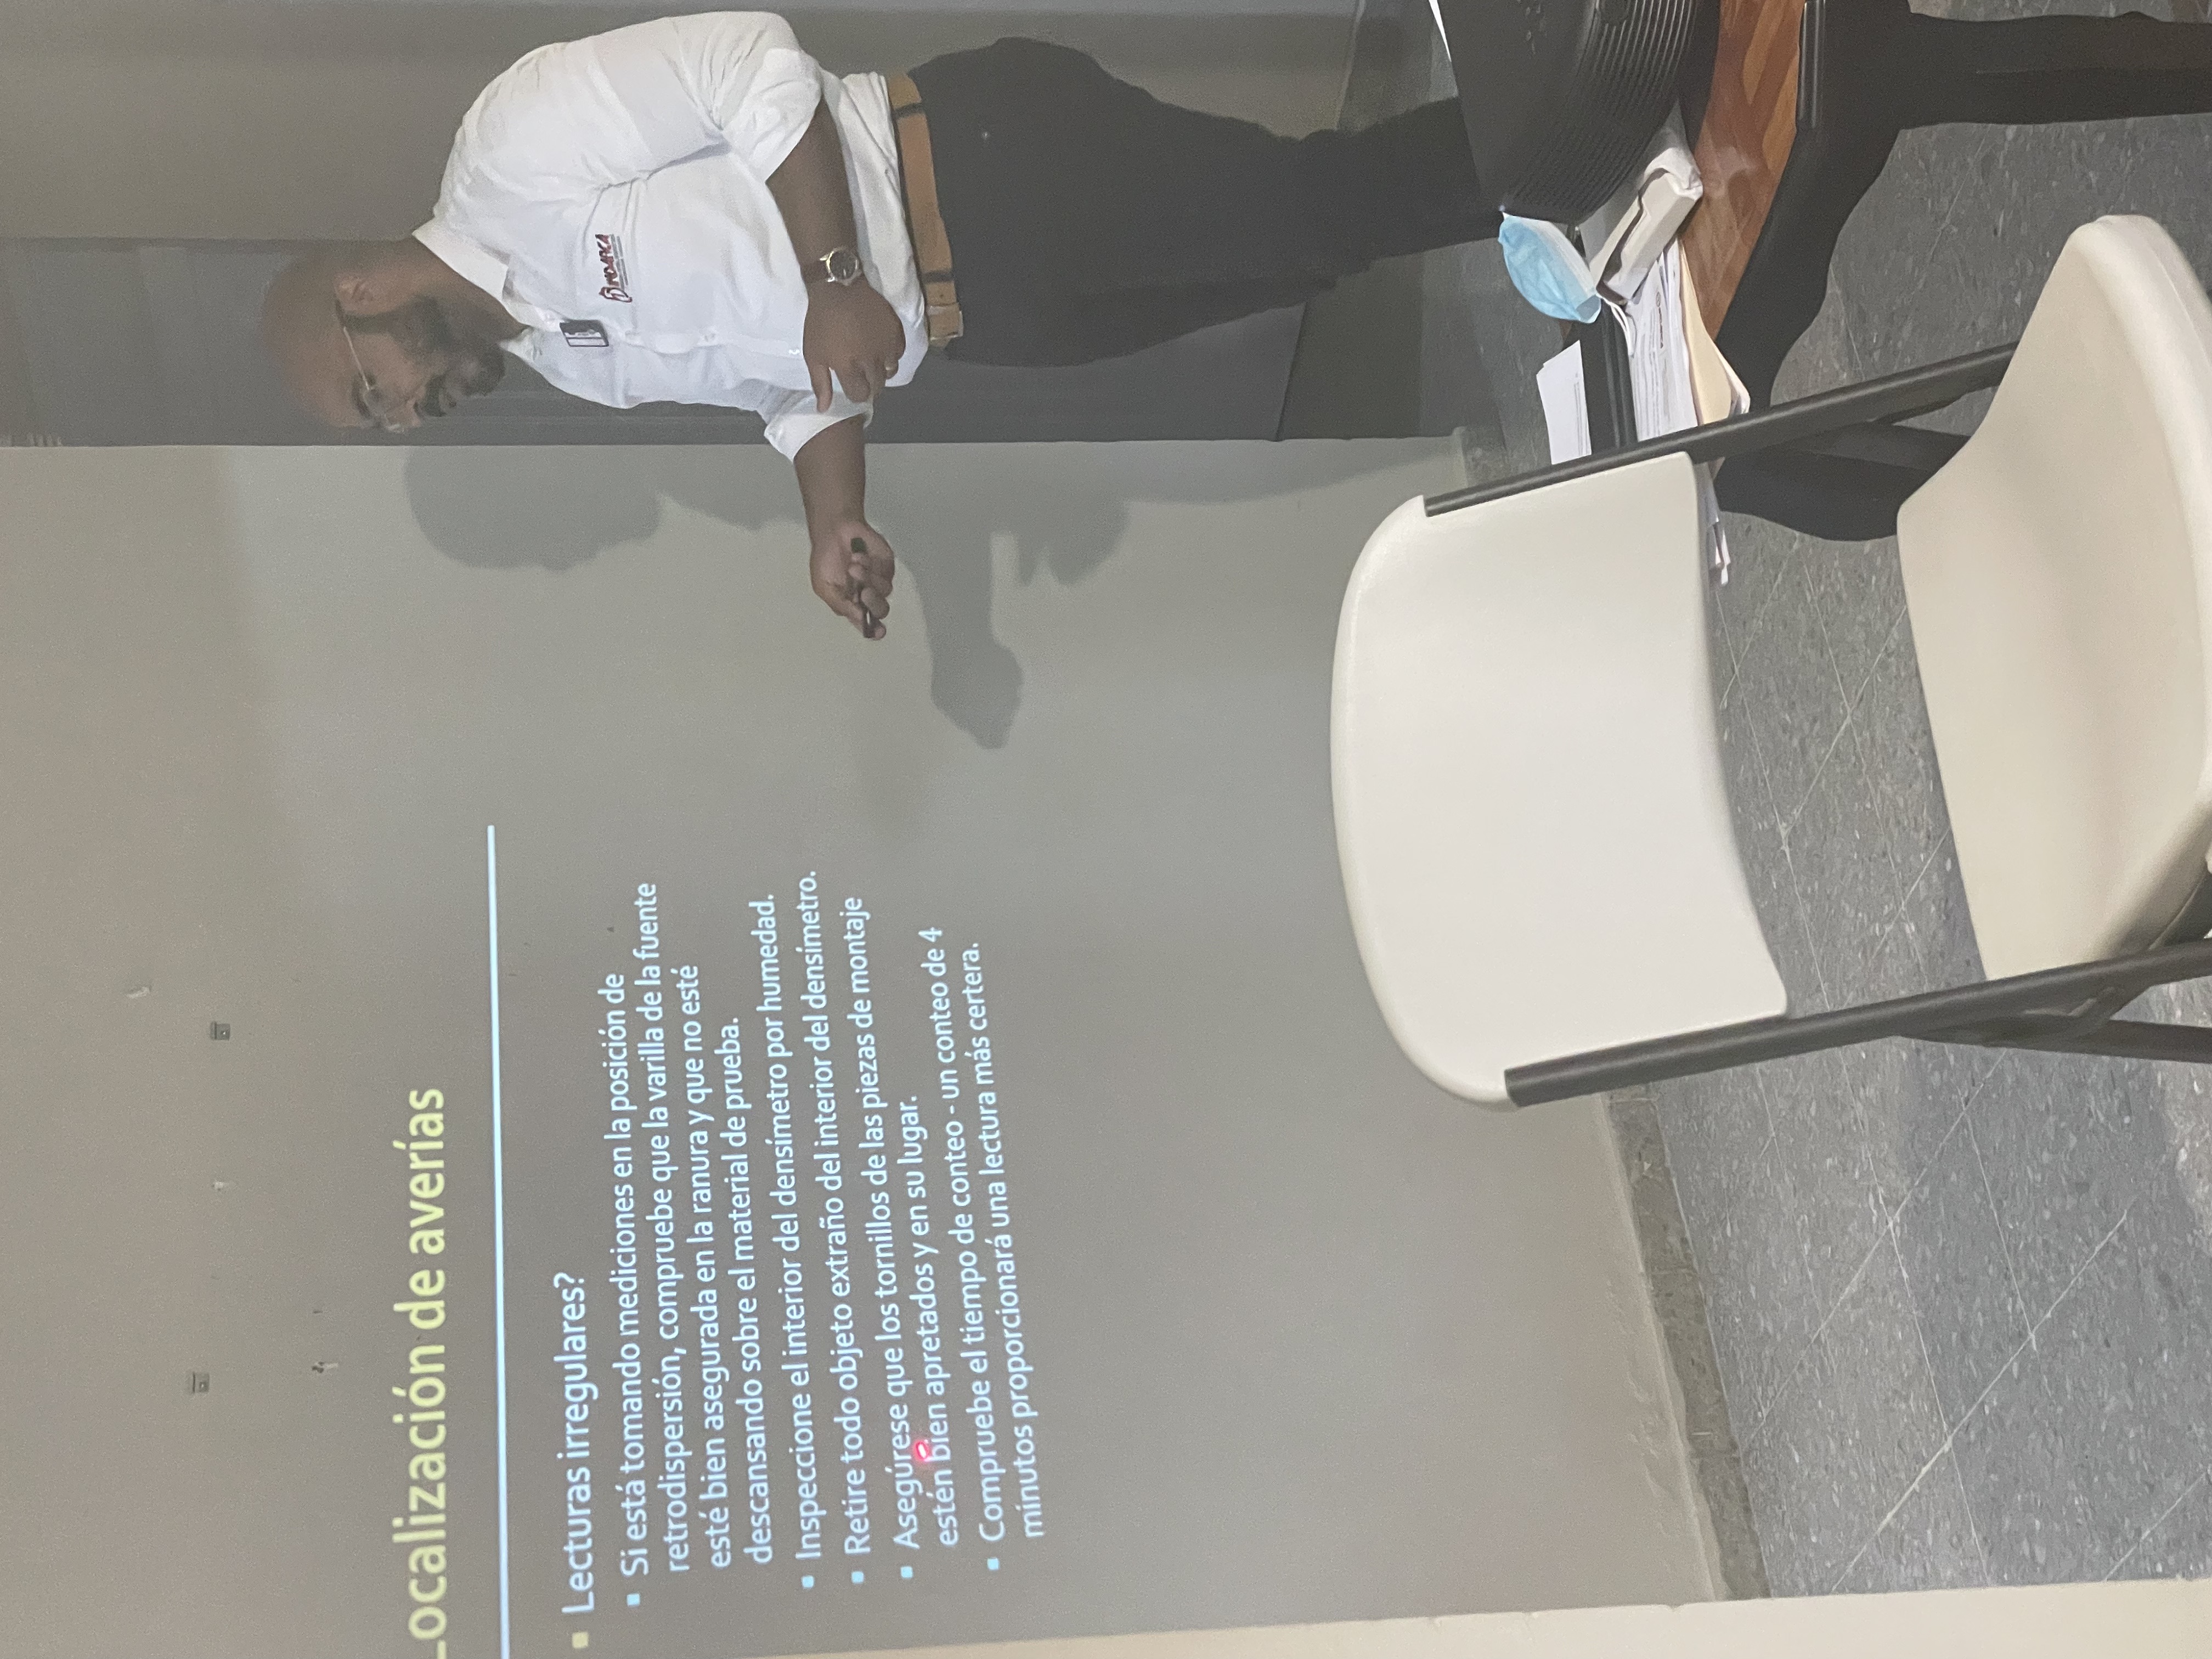 Localización de averías
Lecturas irregulares?
Si está tomando mediciones en la posición de
retrodispersión, compruebe que la varilla de la fuente
esté bien asegurada en la ranura y que no esté
descansando sobre el material de prueba.
Inspeccione el interior del densímetro por humedad.
Retire todo objeto extraño del interior del densímetro.
Asegúrese que los tornillos de las piezas de montaje
estén bien apretados y en su lugar.
Compruebe el tiempo de conteo - un conteo de 4
minutos proporcionará una lectura más certera.